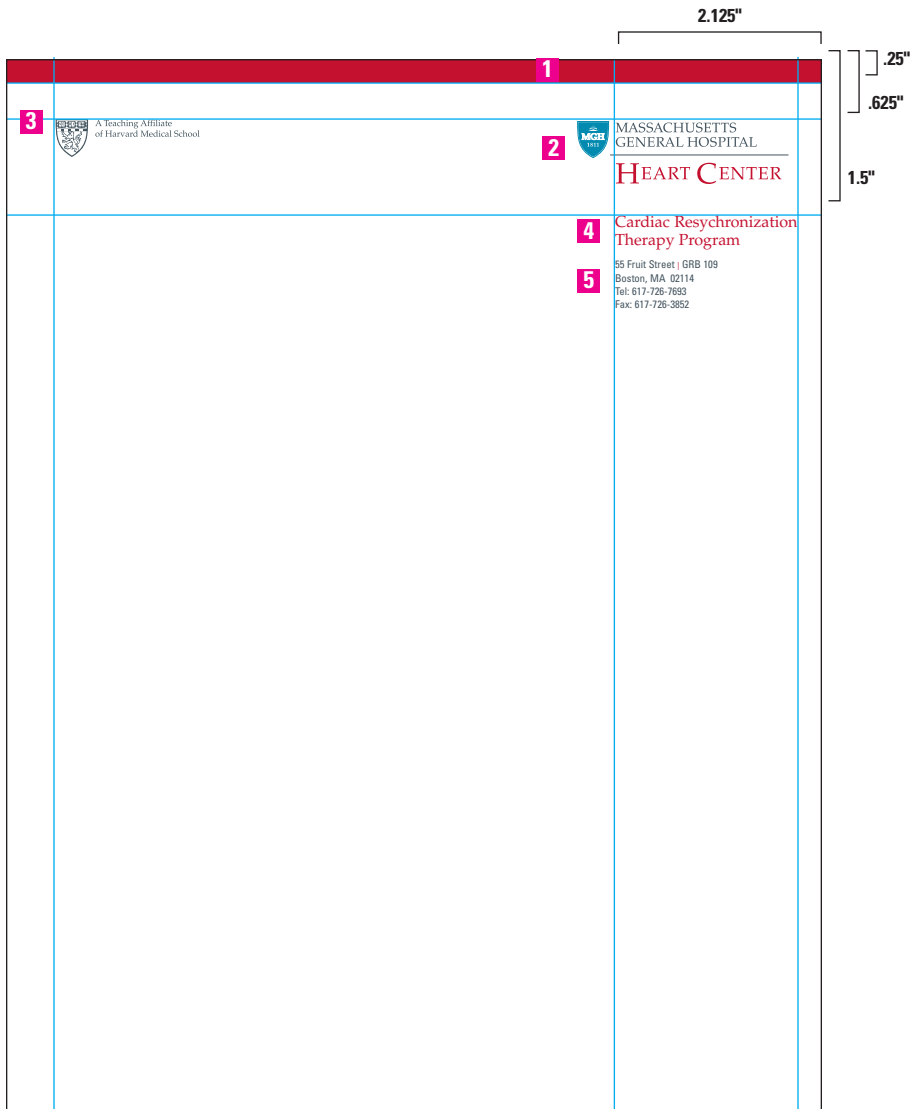 2.125"
.25"
.625"
1.5"
1
3
A Teaching Affiliate
of Harvard Medical School
2
MGH
1811
MASSACHUSETTS
GENERAL HOSPITAL
HEART CENTER
4
Cardiac Resychronization
Therapy Program
5
55 Fruit Street | GRB 109
Boston, MA 02114
Tel: 617-726-7693
Fax: 617-726-3852